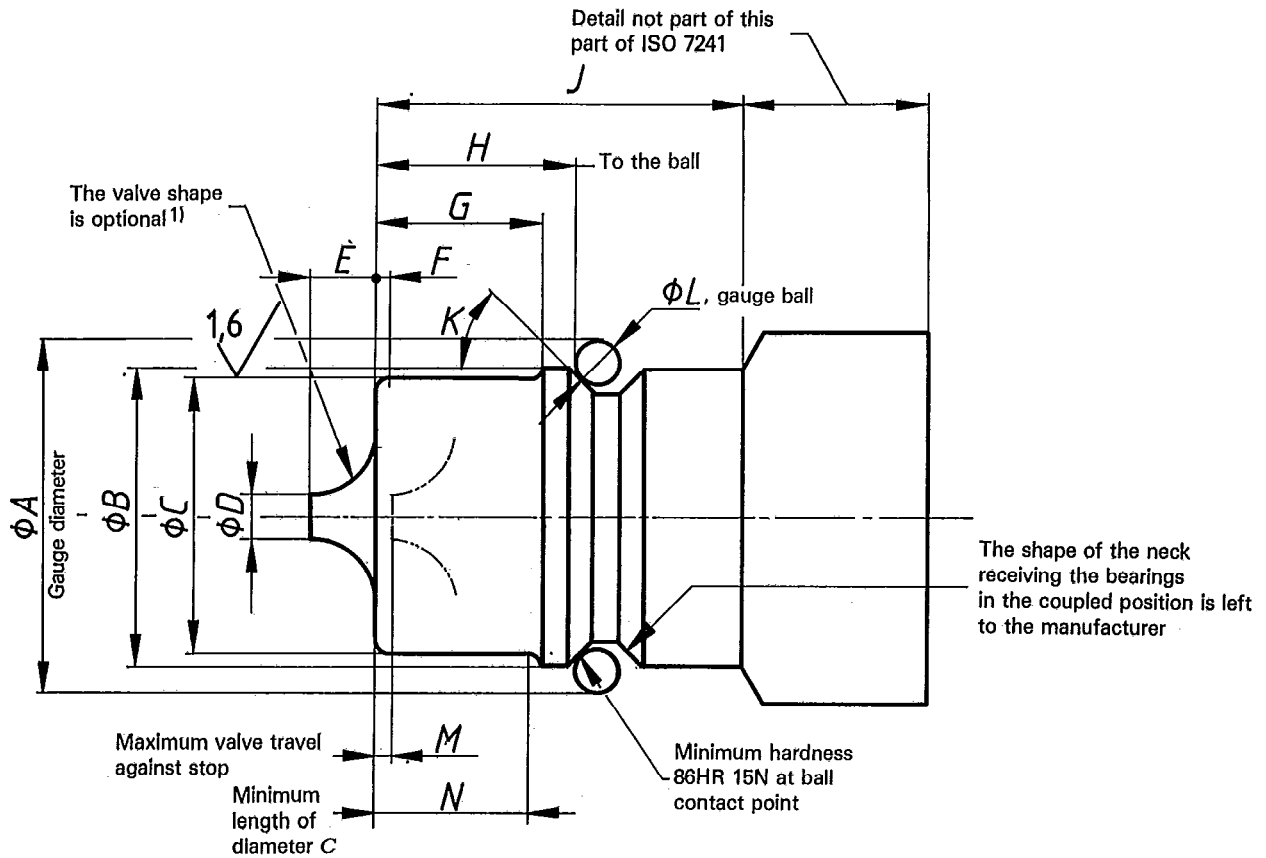 Detail not part of this
part of ISO 7241
J
H
To the ball
The valve shape
is optional 1)
G
E
F
ϕL, gauge ball
K
1,6
ϕA
Gauge diameter
ϕB
ϕC
ϕD
The shape of the neck
receiving the bearings
in the coupled position is left
to the manufacturer
Maximum valve travel
against stop
M
Minimum hardness
86HR 15N at ball
contact point
Minimum
length of
diameter C
N